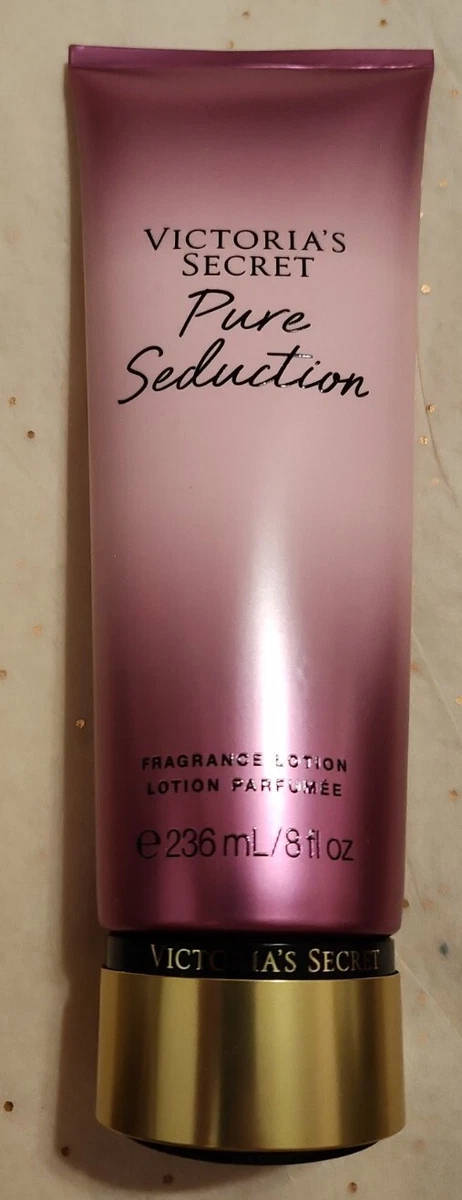 VICTORIA'S
SECRET
Pure
Seduction
FRAGRANCE LOTION
LOTION PARFUMÉE
℮236 mL/8 fl oz
VICTORIA'S SECRET